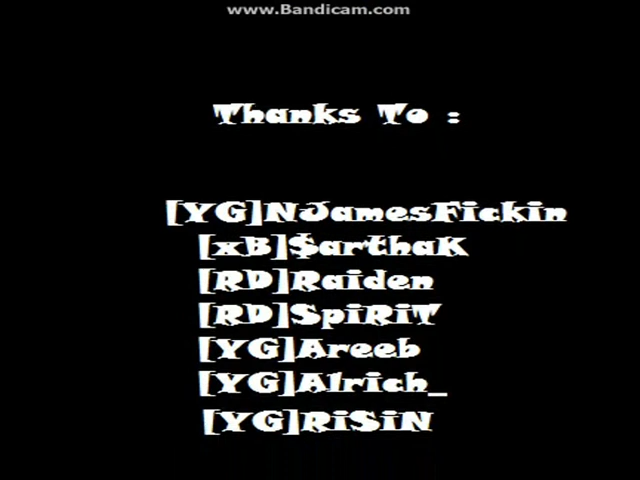 www.Bandicam.com
Thanks To :
[YG]NJamesFickin
[xB]$arthaK
[RD]Raiden
[RD]SpiRiT
[YG]Areeb
[YG]Alrich_
[YG]RiSiN